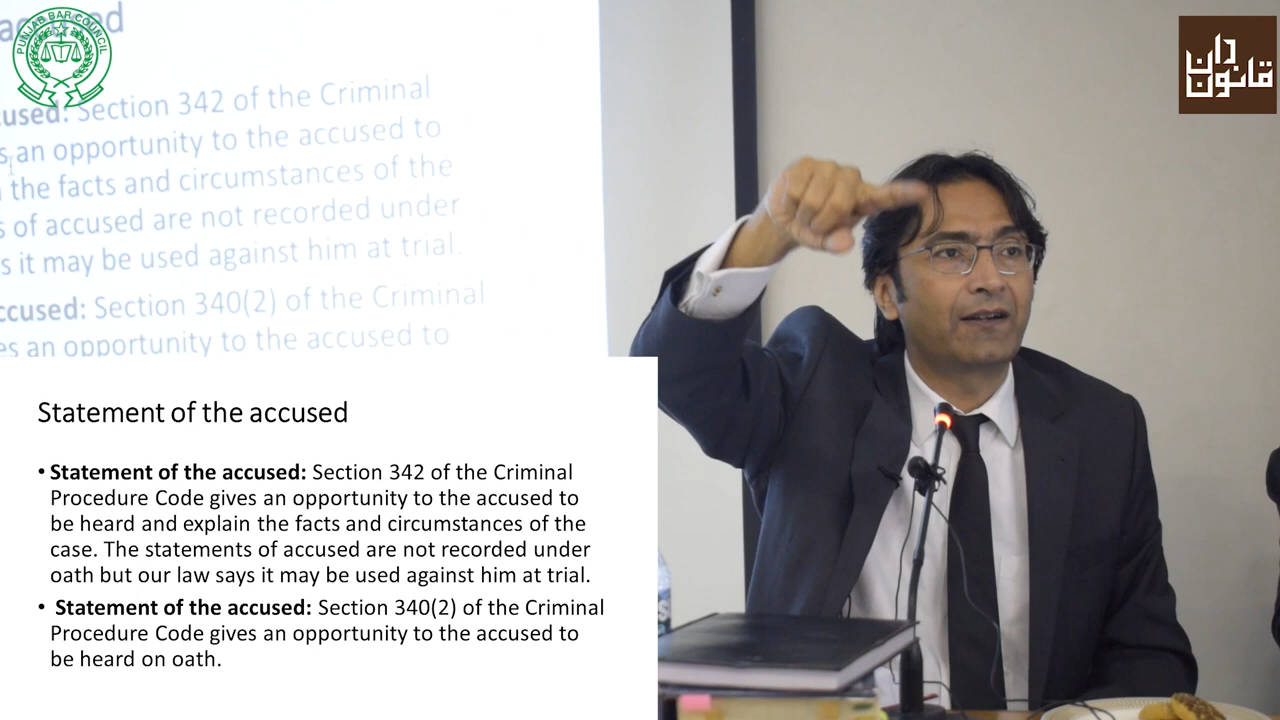 PUNJAB BAR COUNCIL
cused: Section 342 of the Criminal
s an opportunity to the accused to
the facts and circumstances of the
s of accused are not recorded under
s it may be used against him at trial.
ccused: Section 340(2) of the Criminal
es an opportunity to the accused to
قانون دان
Statement of the accused
• Statement of the accused: Section 342 of the Criminal
Procedure Code gives an opportunity to the accused to
be heard and explain the facts and circumstances of the
case. The statements of accused are not recorded under
oath but our law says it may be used against him at trial.
• Statement of the accused: Section 340(2) of the Criminal
Procedure Code gives an opportunity to the accused to
be heard on oath.